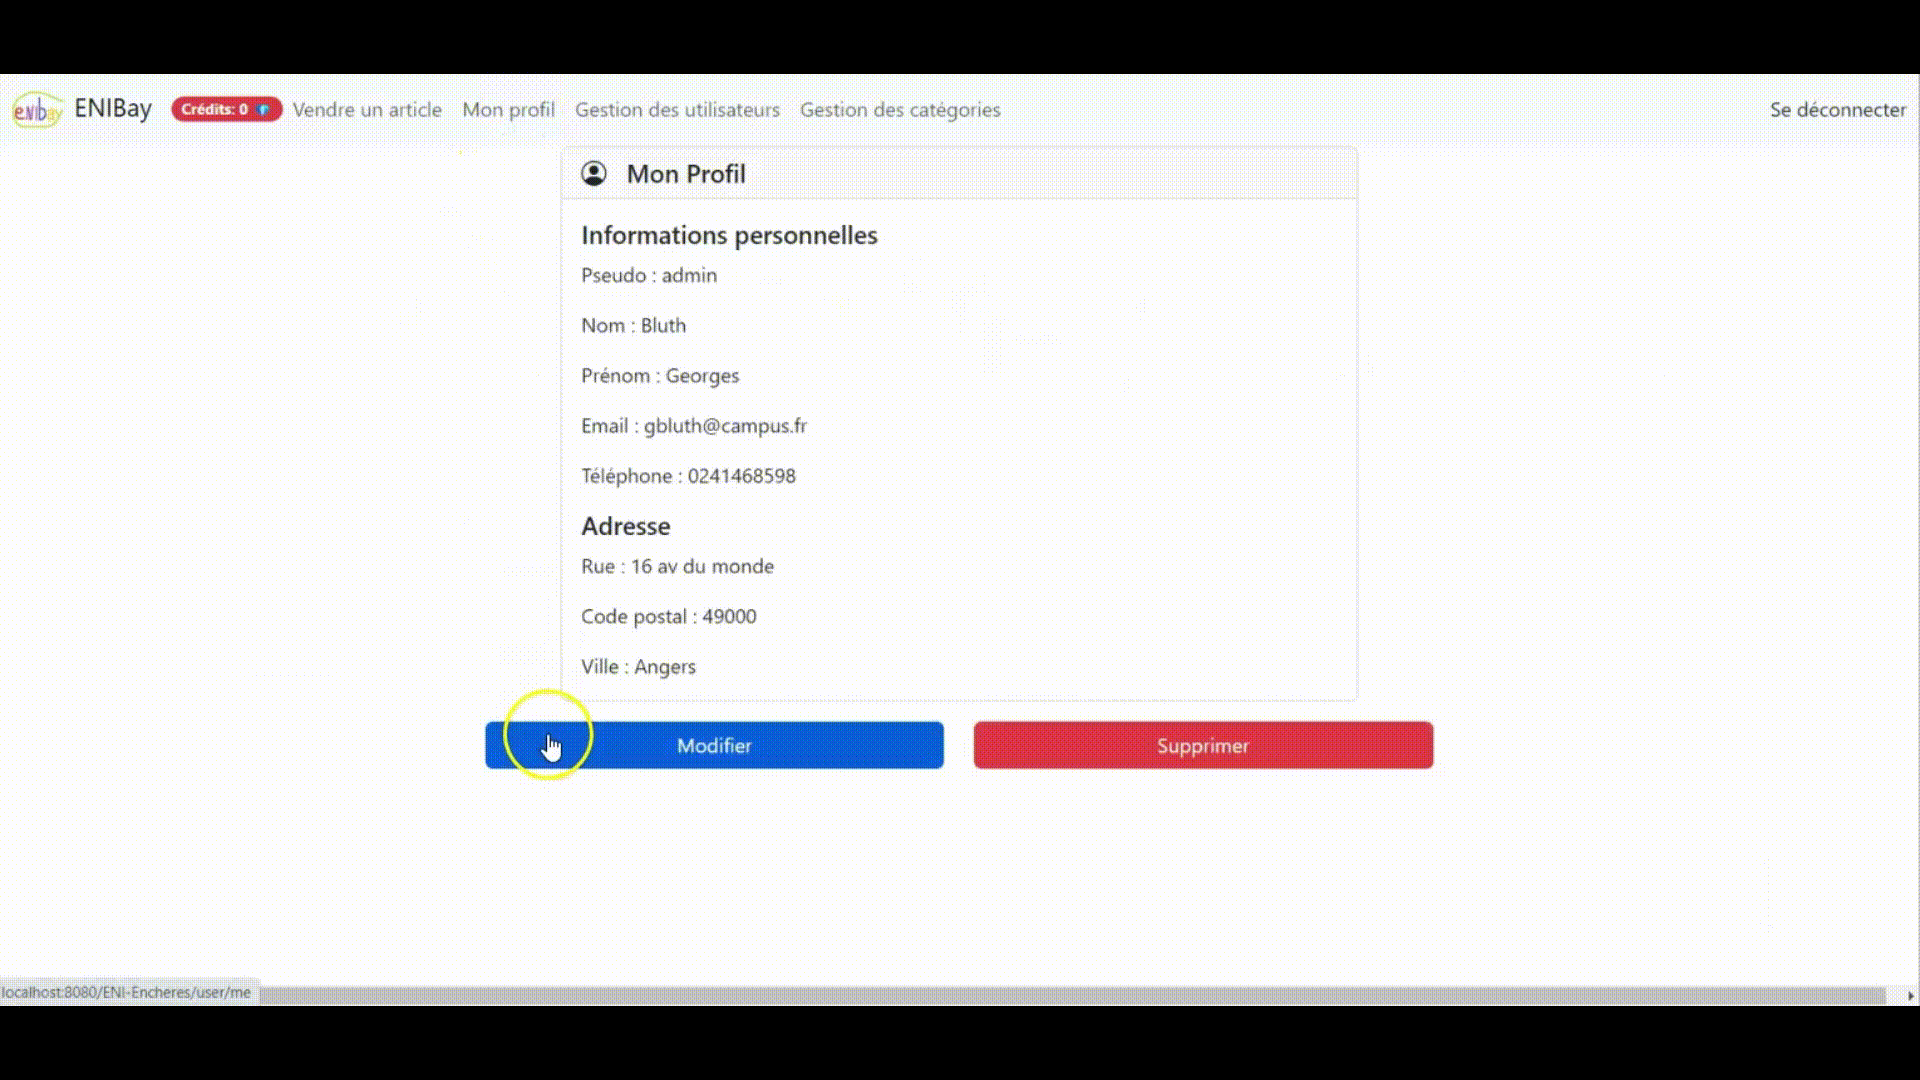 enibay ENIBay Crédits: 0 Vendre un article Mon profil Gestion des utilisateurs Gestion des catégories Se déconnecter
Mon Profil
Informations personnelles
Pseudo : admin
Nom : Bluth
Prénom : Georges
Email : gbluth@campus.fr
Téléphone : 0241468598
Adresse
Rue : 16 av du monde
Code postal : 49000
Ville : Angers
Modifier Supprimer
localhost:8080/ENI-Encheres/user/me